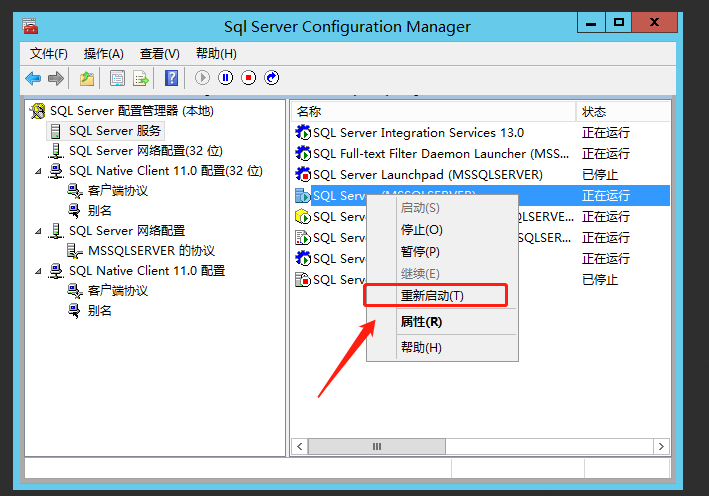 Sql Server Configuration Manager
文件(F) 操作(A) 查看(V) 帮助(H)
SQL Server 配置管理器 (本地)
SQL Server 服务
SQL Server 网络配置(32 位)
SQL Native Client 11.0 配置(32 位)
客户端协议
别名
SQL Server 网络配置
MSSQLSERVER 的协议
SQL Native Client 11.0 配置
客户端协议
别名
名称 状态
SQL Server Integration Services 13.0 正在运行
SQL Full-text Filter Daemon Launcher (MSS... 正在运行
SQL Server Launchpad (MSSQLSERVER) 已停止
SQL Server (MSSQLSERVER) 正在运行
SQL Serv QLSERVE... 正在运行
SQL Serv QLSER... 正在运行
SQL Serv 正在运行
SQL Serv 已停止
启动(S)
停止(O)
暂停(P)
继续(E)
重新启动(T)
属性(R)
帮助(H)